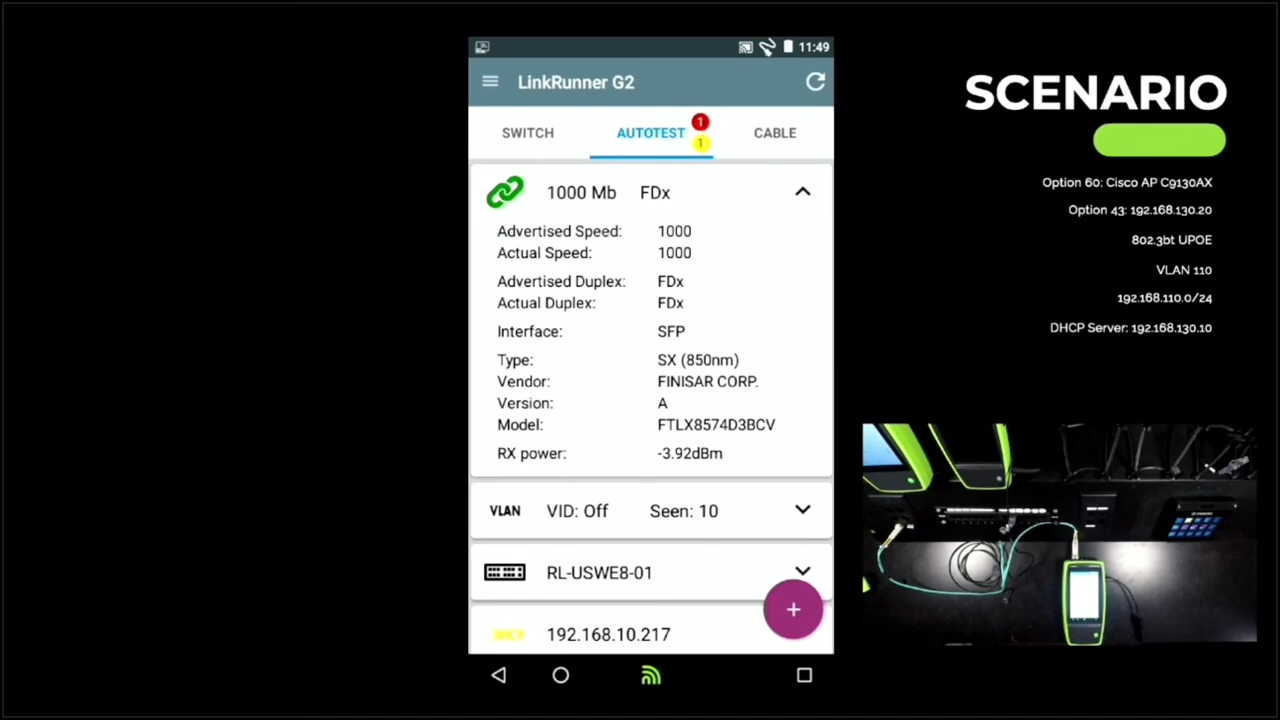 11:49
LinkRunner G2
SWITCH AUTOTEST 1 1 CABLE
1000 Mb FDx
Advertised Speed: 1000
Actual Speed: 1000
Advertised Duplex: FDx
Actual Duplex: FDx
Interface: SFP
Type: SX (850nm)
Vendor: FINISAR CORP.
Version: A
Model: FTLX8574D3BCV
RX power: -3.92dBm
VLAN VID: Off Seen: 10
RL-USWE8-01
DHCP 192.168.10.217
SCENARIO
Option 60: Cisco AP C9130AX
Option 43: 192.168.130.20
802.3bt UPOE
VLAN 110
192.168.110.0/24
DHCP Server: 192.168.130.10